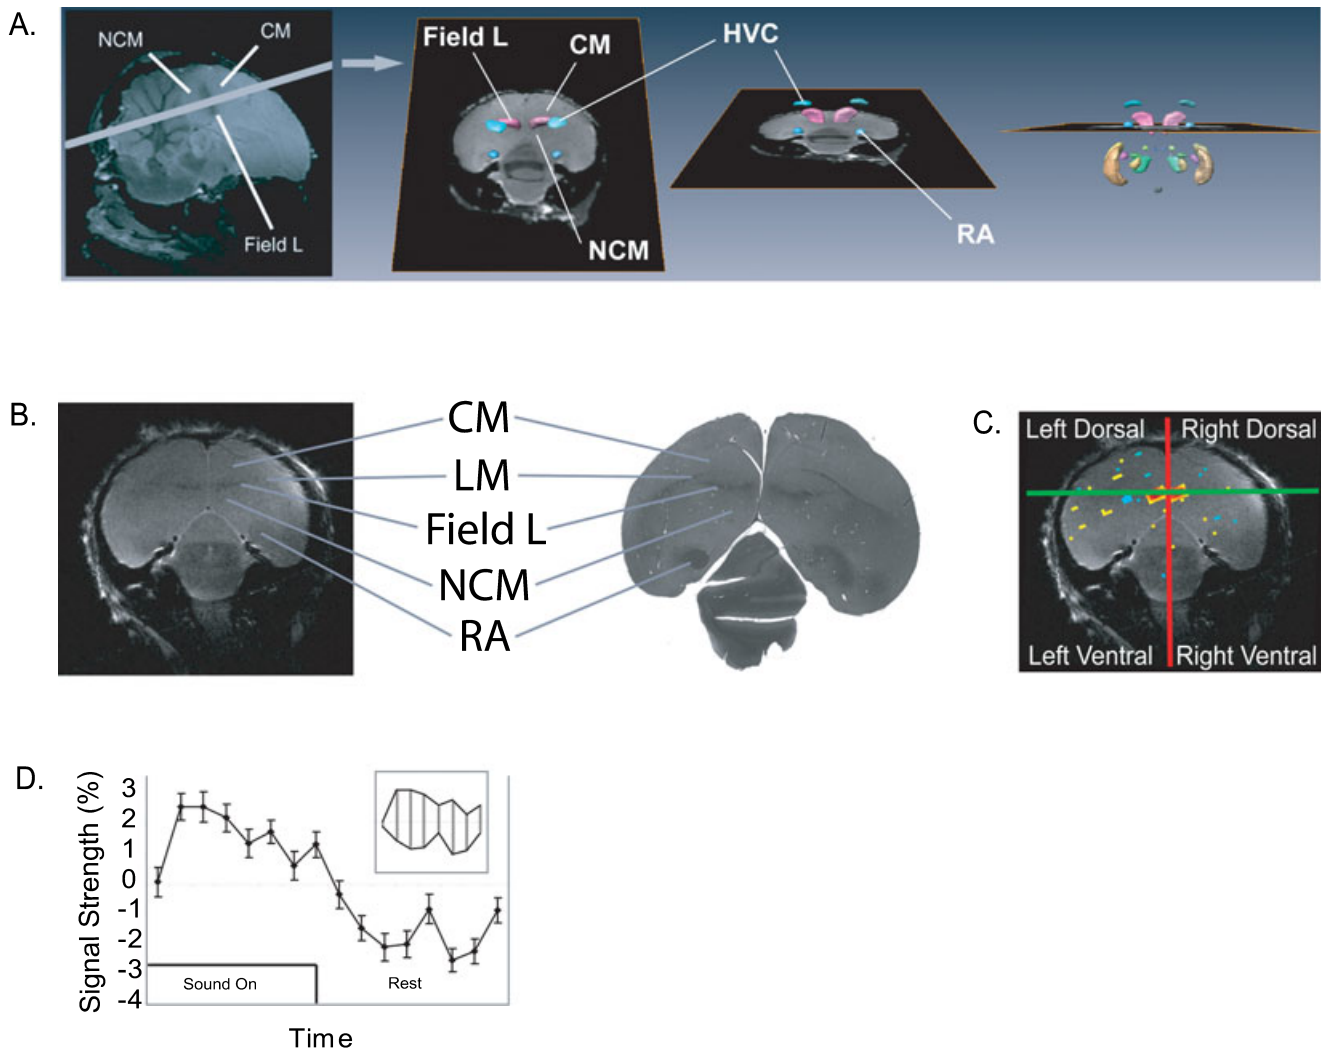 A.
NCM
CM
Field L
Field L
CM
HVC
NCM
RA
B.
CM
LM
Field L
NCM
RA
C.
Left Dorsal
Right Dorsal
Left Ventral
Right Ventral
D.
Signal Strength (%)
3
2
1
0
-1
-2
-3
-4
Sound On
Rest
Time